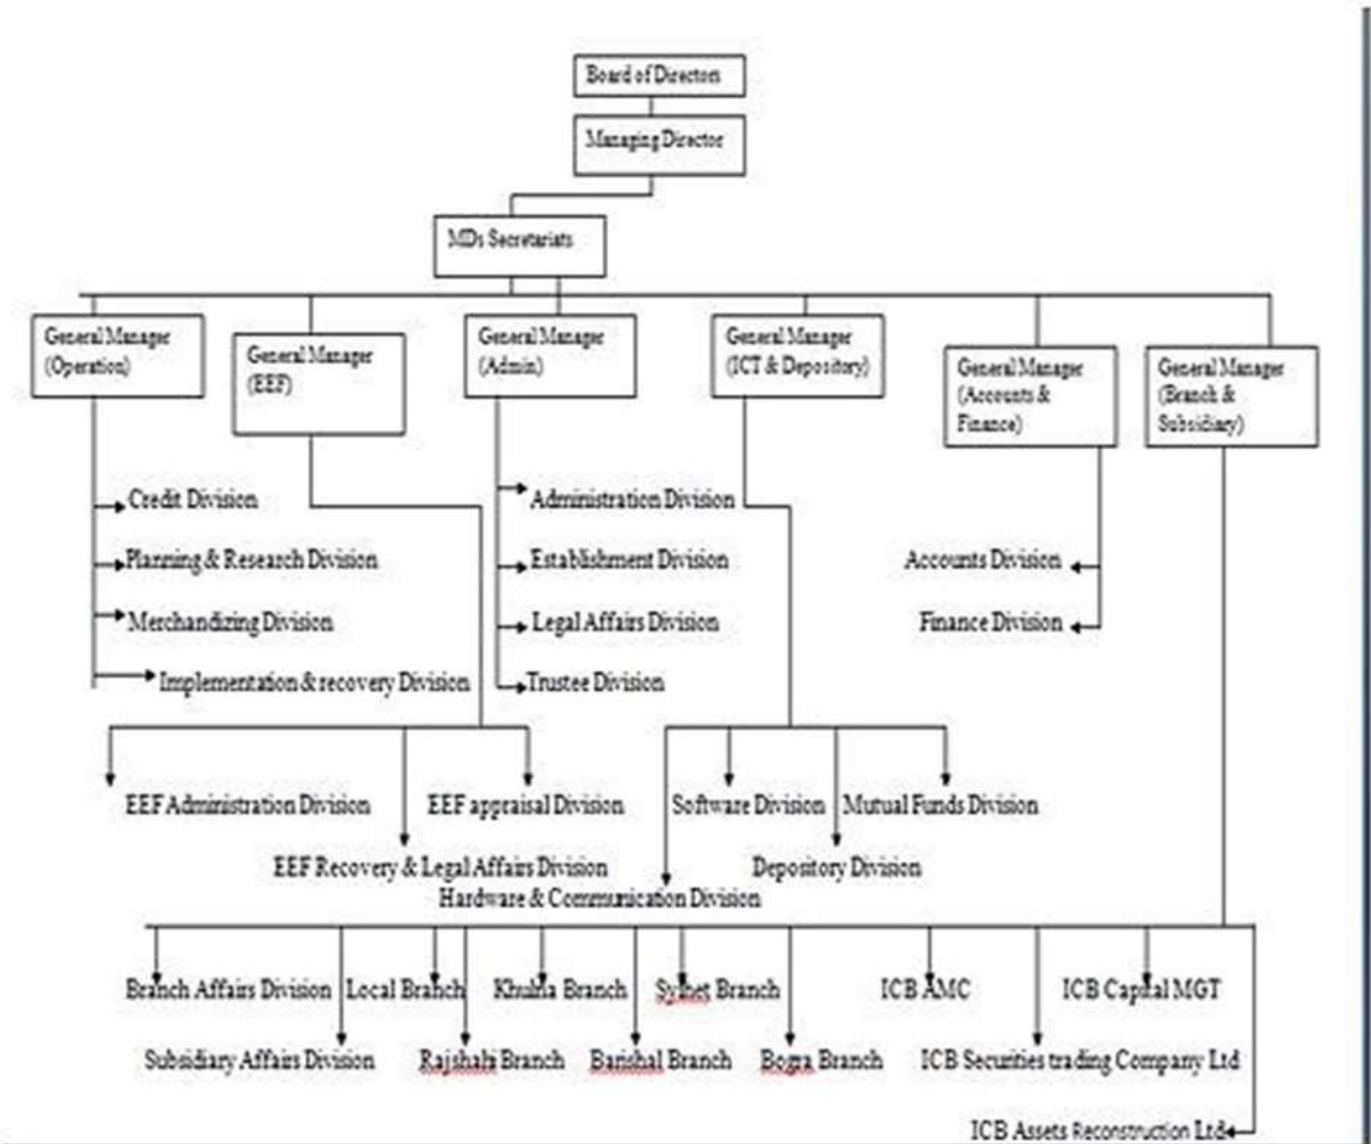 Board of Directors
Managing Director
MDs Secretariats
General Manager
(Operation)
General Manager
(EEF)
General Manager
(Admin)
General Manager
(ICT & Depository)
General Manager
(Accounts &
Finance)
General Manager
(Branch &
Subsidiary)
Credit Division
Planning & Research Division
Merchandizing Division
Implementation & recovery Division
Administration Division
Establishment Division
Legal Affairs Division
Trustee Division
Accounts Division
Finance Division
EEF Administration Division
EEF appraisal Division
Software Division
Mutual Funds Division
EEF Recovery & Legal Affairs Division
Depository Division
Hardware & Communication Division
Branch Affairs Division
Local Branch
Khulna Branch
Sylhet Branch
ICB AMC
ICB Capital MGT
Subsidiary Affairs Division
Rajshahi Branch
Barishal Branch
Bogra Branch
ICB Securities trading Company Ltd
ICB Assets Reconstruction Ltd